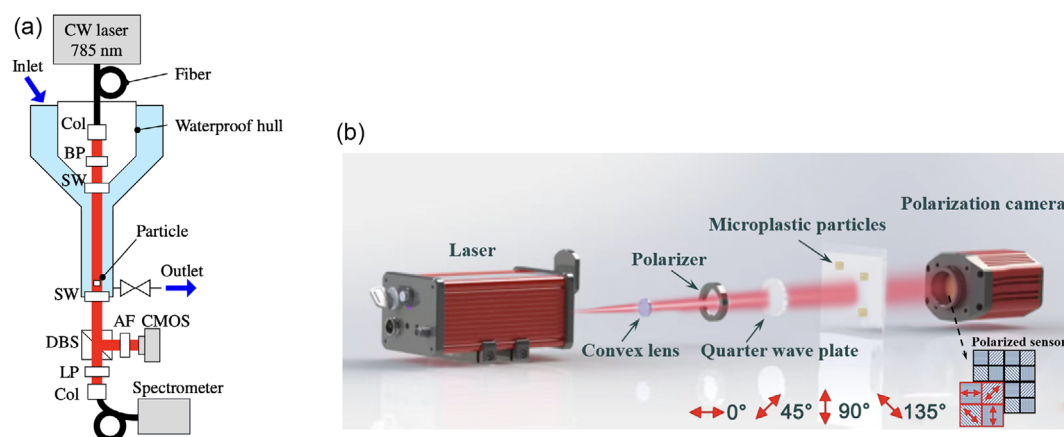 (a)
CW laser
785 nm
Inlet
Fiber
Col
Waterproof hull
BP
SW
Particle
Outlet
SW
AF CMOS
DBS
LP
Col
Spectrometer
(b)
Polarization camera
Microplastic particles
Laser
Polarizer
Convex lens
Quarter wave plate
Polarized sensor
0° 45° 90° 135°